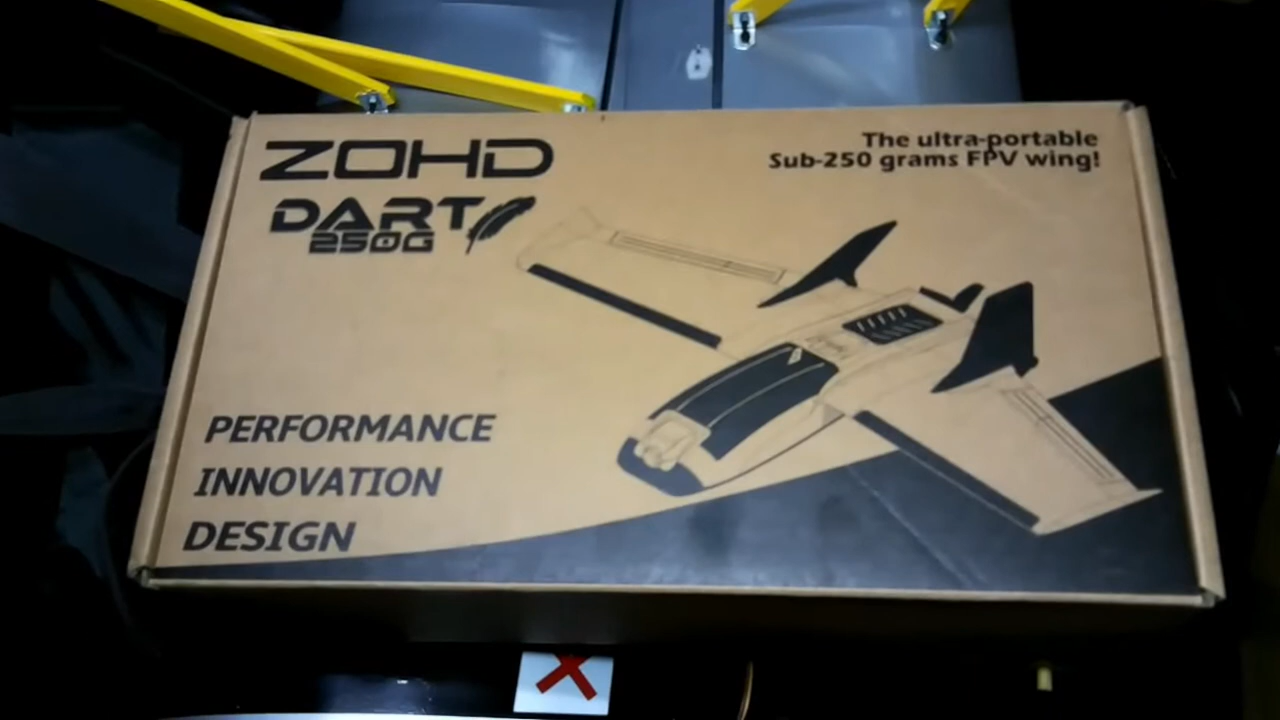 ZOHD
DART
250G
The ultra-portable
Sub-250 grams FPV wing!
PERFORMANCE
INNOVATION
DESIGN